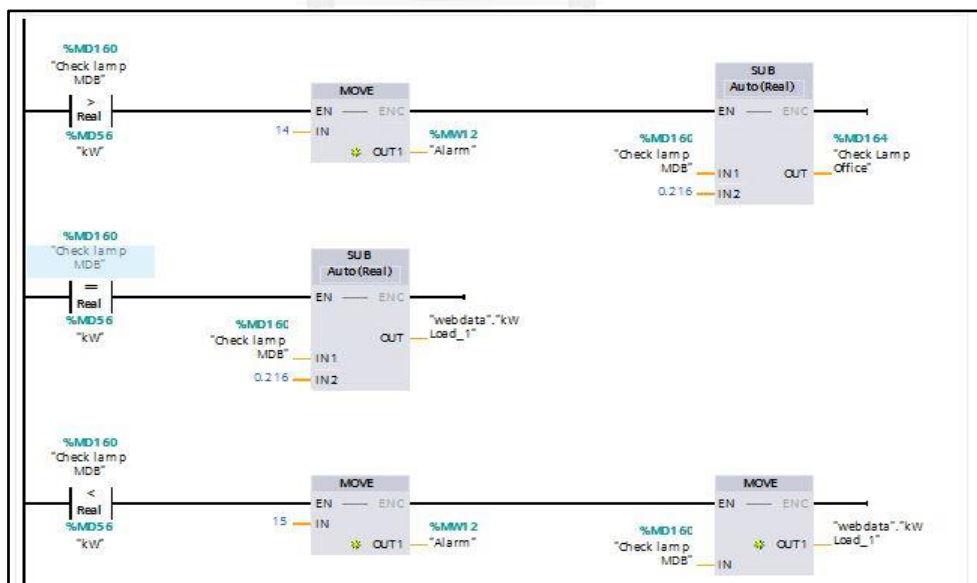 %MD160
"Check lamp
MDB"
>
Real
%MD56
"kW"
MOVE
EN ENO
14 IN
OUT1
%MW12
"Alarm"
SUB
Auto (Real)
EN ENO
%MD160
"Check lamp
MDB" IN1
0.216 IN2
OUT
%MD164
"Check Lamp
Office"
%MD160
"Check lamp
MDB"
==
Real
%MD56
"kW"
SUB
Auto (Real)
EN ENO
%MD160
"Check lamp
MDB" IN1
0.216 IN2
OUT
"webdata"."kW
Load_1"
%MD160
"Check lamp
MDB"
<
Real
%MD56
"kW"
MOVE
EN ENO
15 IN
OUT1
%MW12
"Alarm"
MOVE
EN ENO
%MD160
"Check lamp
MDB" IN
OUT1
"webdata"."kW
Load_1"